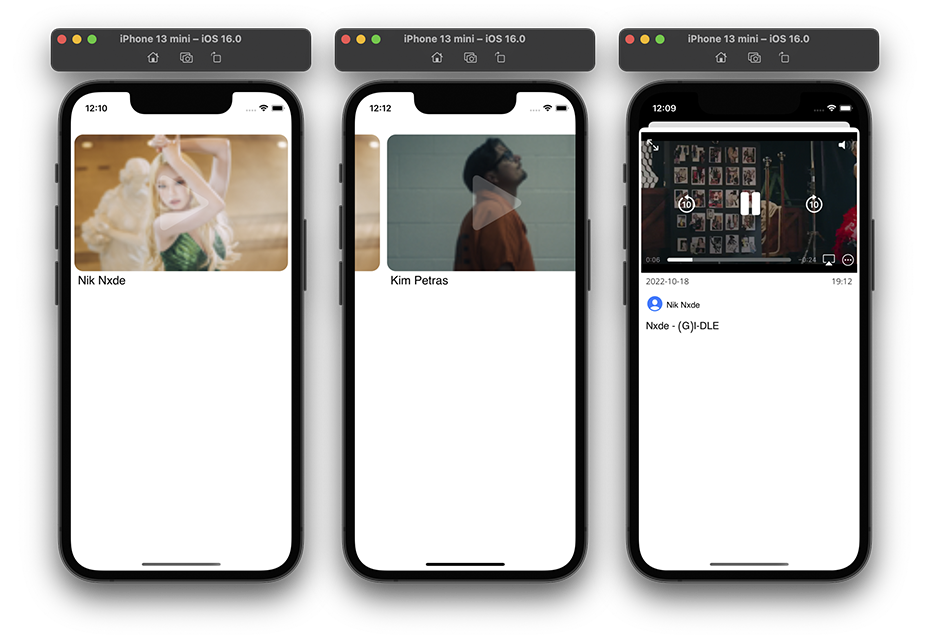 iPhone 13 mini – iOS 16.0
12:10
Nik Nxde
iPhone 13 mini – iOS 16.0
12:12
Kim Petras
iPhone 13 mini – iOS 16.0
12:09
10
10
0:06
-0:24
2022-10-18
19:12
Nik Nxde
Nxde - (G)I-DLE